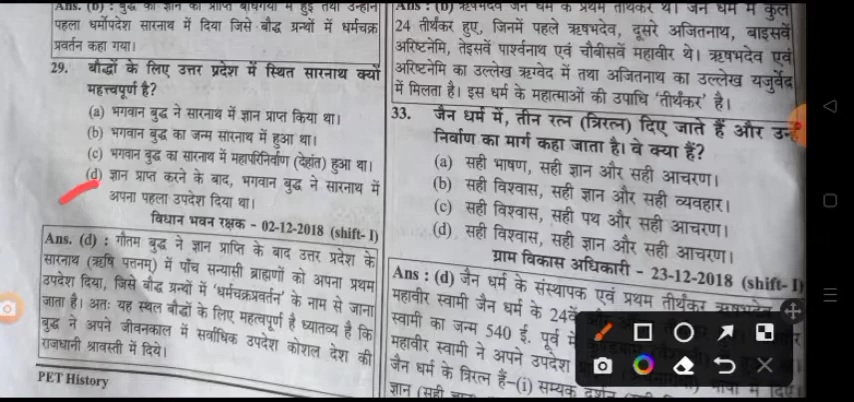 Ans. (b) : बुद्ध को ज्ञान की प्राप्ति बोधगया में हुई तथा उन्होंने
पहला धर्मोपदेश सारनाथ में दिया जिसे बौद्ध ग्रन्थों में धर्मचक्र
प्रवर्तन कहा गया।
29. बौद्धों के लिए उत्तर प्रदेश में स्थित सारनाथ क्यों
महत्त्वपूर्ण है?
(a) भगवान बुद्ध ने सारनाथ में ज्ञान प्राप्त किया था।
(b) भगवान बुद्ध का जन्म सारनाथ में हुआ था।
(c) भगवान बुद्ध का सारनाथ में महापरिनिर्वाण (देहांत) हुआ था।
(d) ज्ञान प्राप्त करने के बाद, भगवान बुद्ध ने सारनाथ में
अपना पहला उपदेश दिया था।
विधान भवन रक्षक - 02-12-2018 (shift- I)
Ans. (d) : गौतम बुद्ध ने ज्ञान प्राप्ति के बाद उत्तर प्रदेश के
सारनाथ (ऋषि पत्तनम्) में पाँच सन्यासी ब्राह्मणों को अपना प्रथम
उपदेश दिया, जिसे बौद्ध ग्रन्थों में 'धर्मचक्रप्रवर्तन' के नाम से जाना
जाता है। अतः यह स्थल बौद्धों के लिए महत्वपूर्ण है ध्यातव्य है कि
बुद्ध ने अपने जीवनकाल में सर्वाधिक उपदेश कोशल देश की
राजधानी श्रावस्ती में दिये।
PET History
Ans : (b) ऋषभदेव जैन धर्म के प्रथम तीर्थंकर थे। जैन धर्म में कुल
24 तीर्थंकर हुए, जिनमें पहले ऋषभदेव, दूसरे अजितनाथ, बाइसवें
अरिष्टनेमि, तेइसवें पार्श्वनाथ एवं चौबीसवें महावीर थे। ऋषभदेव एवं
अरिष्टनेमि का उल्लेख ऋग्वेद में तथा अजितनाथ का उल्लेख यजुर्वेद
में मिलता है। इस धर्म के महात्माओं की उपाधि 'तीर्थंकर' है।
33. जैन धर्म में, तीन रत्न (त्रिरत्न) दिए जाते हैं और उन्हें
निर्वाण का मार्ग कहा जाता है। वे क्या हैं?
(a) सही भाषण, सही ज्ञान और सही आचरण।
(b) सही विश्वास, सही ज्ञान और सही व्यवहार।
(c) सही विश्वास, सही पथ और सही आचरण।
(d) सही विश्वास, सही ज्ञान और सही आचरण।
ग्राम विकास अधिकारी - 23-12-2018 (shift- I)
Ans : (d) जैन धर्म के संस्थापक एवं प्रथम तीर्थंकर ऋषभदेव
महावीर स्वामी जैन धर्म के 24वें
स्वामी का जन्म 540 ई. पूर्व में
महावीर स्वामी ने अपने उपदेश
जैन धर्म के त्रिरत्न हैं-(i) सम्यक दर्शन
ज्ञान (सही